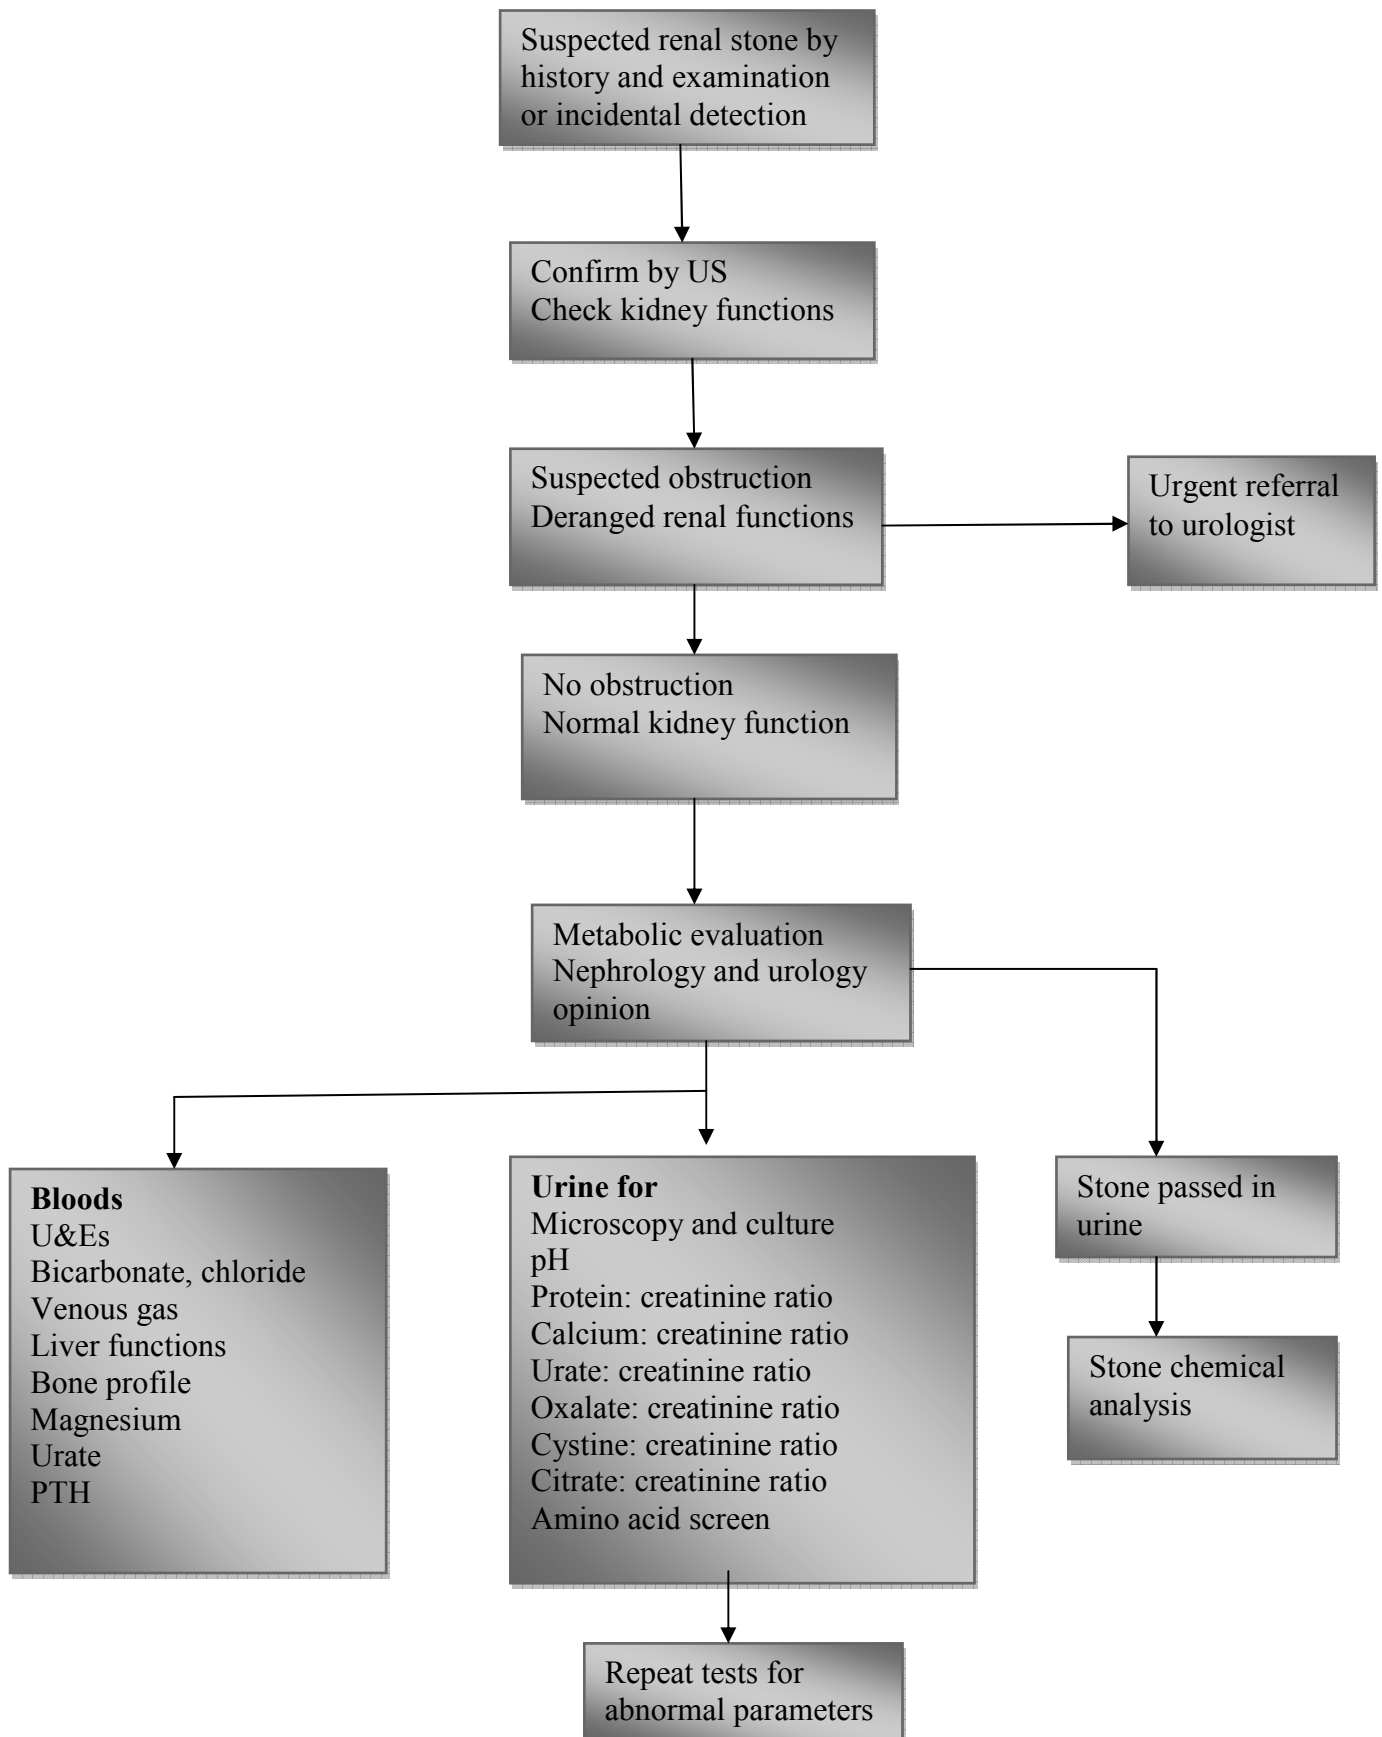 Suspected renal stone by
history and examination
or incidental detection
Confirm by US
Check kidney functions
Suspected obstruction
Deranged renal functions
Urgent referral
to urologist
No obstruction
Normal kidney function
Metabolic evaluation
Nephrology and urology
opinion
Bloods
U&Es
Bicarbonate, chloride
Venous gas
Liver functions
Bone profile
Magnesium
Urate
PTH
Urine for
Microscopy and culture
pH
Protein: creatinine ratio
Calcium: creatinine ratio
Urate: creatinine ratio
Oxalate: creatinine ratio
Cystine: creatinine ratio
Citrate: creatinine ratio
Amino acid screen
Stone passed in
urine
Stone chemical
analysis
Repeat tests for
abnormal parameters